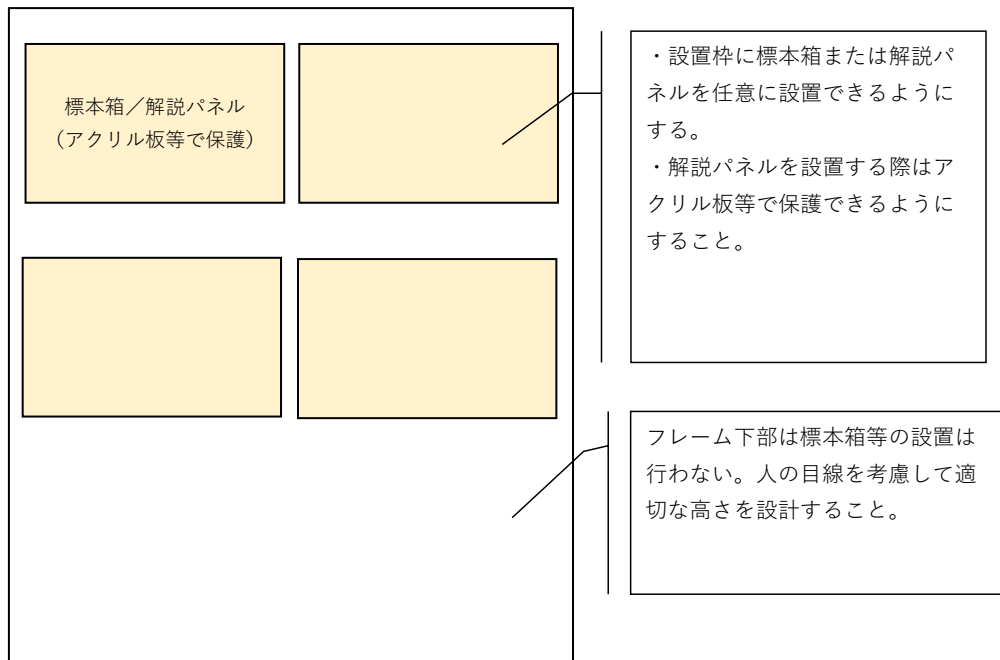 標本箱／解説パネル
（アクリル板等で保護）
・設置枠に標本箱または解説パ
ネルを任意に設置できるように
する。
・解説パネルを設置する際はア
クリル板等で保護できるように
すること。
フレーム下部は標本箱等の設置は
行わない。人の目線を考慮して適
切な高さを設計すること。